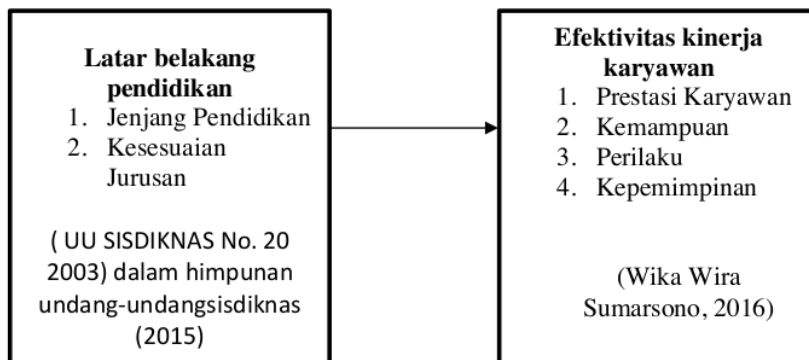 Latar belakang
pendidikan
1. Jenjang Pendidikan
2. Kesesuaian
Jurusan
( UU SISDIKNAS No. 20
2003) dalam himpunan
undang-undangsisdiknas
(2015)
Efektivitas kinerja
karyawan
1. Prestasi Karyawan
2. Kemampuan
3. Perilaku
4. Kepemimpinan
(Wika Wira
Sumarsono, 2016)